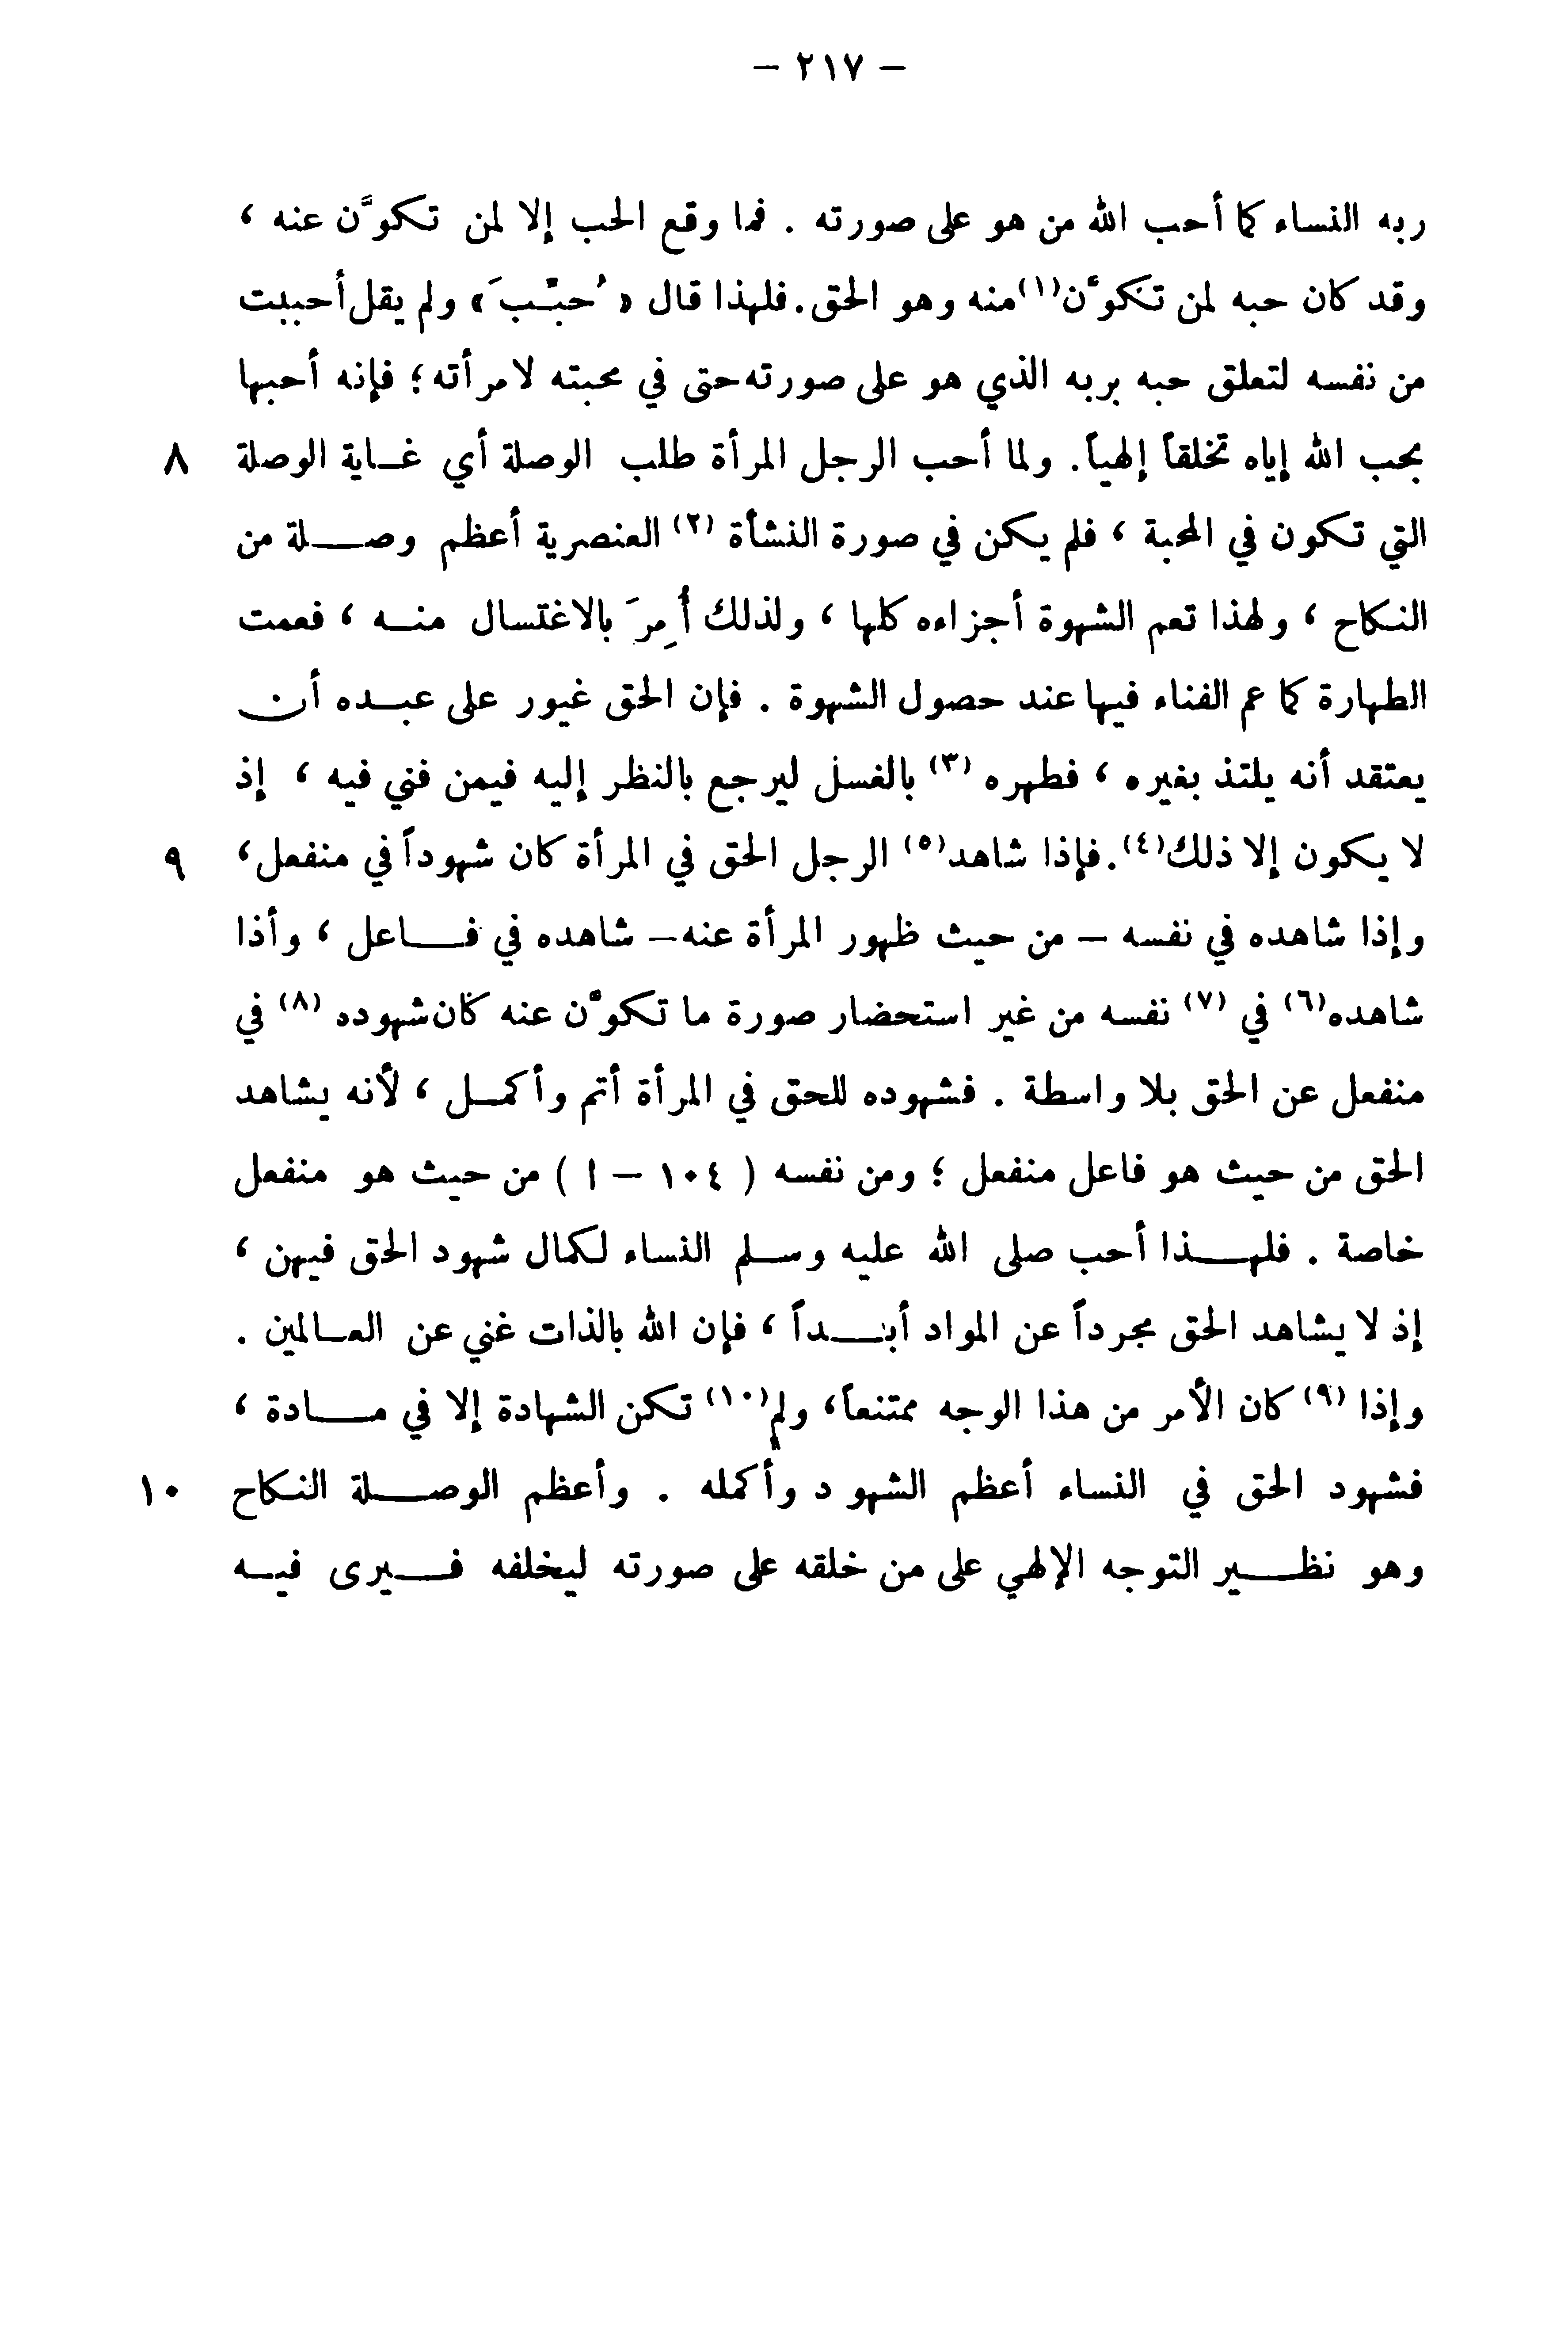 – ٢١٧ –
ربه النساء كما أحب الله من هو على صورته . فما وقع الحب إلا لمن تكوَّن عنه ،
وقد كان حبه لمن تكوَّن(١)منه وهو الحق. فلهذا قال « حُبِّبَ » ولم يقل أحببت
من نفسه لتعلق حبه بربه الذي هو على صورته حتى في محبته لامرأته ؛ فإنه أحبها
بحب الله إياه تخلقاً إلهياً. ولما أحب الرجل المرأة طلب الوصلة أي غاية الوصلة ٨
التي تكون في المحبة ، فلم يكن في صورة النشأة (٢) العنصرية أعظم وصلة من
النكاح ، ولهذا تعم الشهوة أجزاءه كلها ، ولذلك أُمِرَ بالاغتسال منه ، فعمت
الطهارة كما عم الفناء فيها عند حصول الشهوة . فإن الحق غيور على عبده أن
يعتقد أنه يلتذ بغيره ، فطهره (٣) بالغسل ليرجع بالنظر إليه فيمن فني فيه ، إذ
لا يكون إلا ذلك(٤). فإذا شاهد(٥) الرجل الحق في المرأة كان شهوداً في منفعل ، ٩
وإذا شاهده في نفسه – من حيث ظهور المرأة عنه – شاهده في فاعل ، وأذا
شاهده(٦) في (٧) نفسه من غير استحضار صورة ما تكوَّن عنه كان شهوده (٨) في
منفعل عن الحق بلا واسطة . فشهوده للحق في المرأة أتم وأكمل ، لأنه يشاهد
الحق من حيث هو فاعل منفعل ؛ ومن نفسه ( ١٠٤ – ا ) من حيث هو منفعل
خاصة . فلهذا أحب صلى الله عليه وسلم النساء لكمال شهود الحق فيهن ،
إذ لا يشاهد الحق مجرداً عن المواد أبداً ، فإن الله بالذات غني عن العالمين .
وإذا (٩) كان الأمر من هذا الوجه ممتنعاً ، ولم(١٠) تكن الشهادة إلا في مادة ،
فشهود الحق في النساء أعظم الشهود وأكمله . وأعظم الوصلة النكاح ١٠
وهو نظير التوجه الإلهي على من خلقه على صورته ليخلفه فيرى فيه